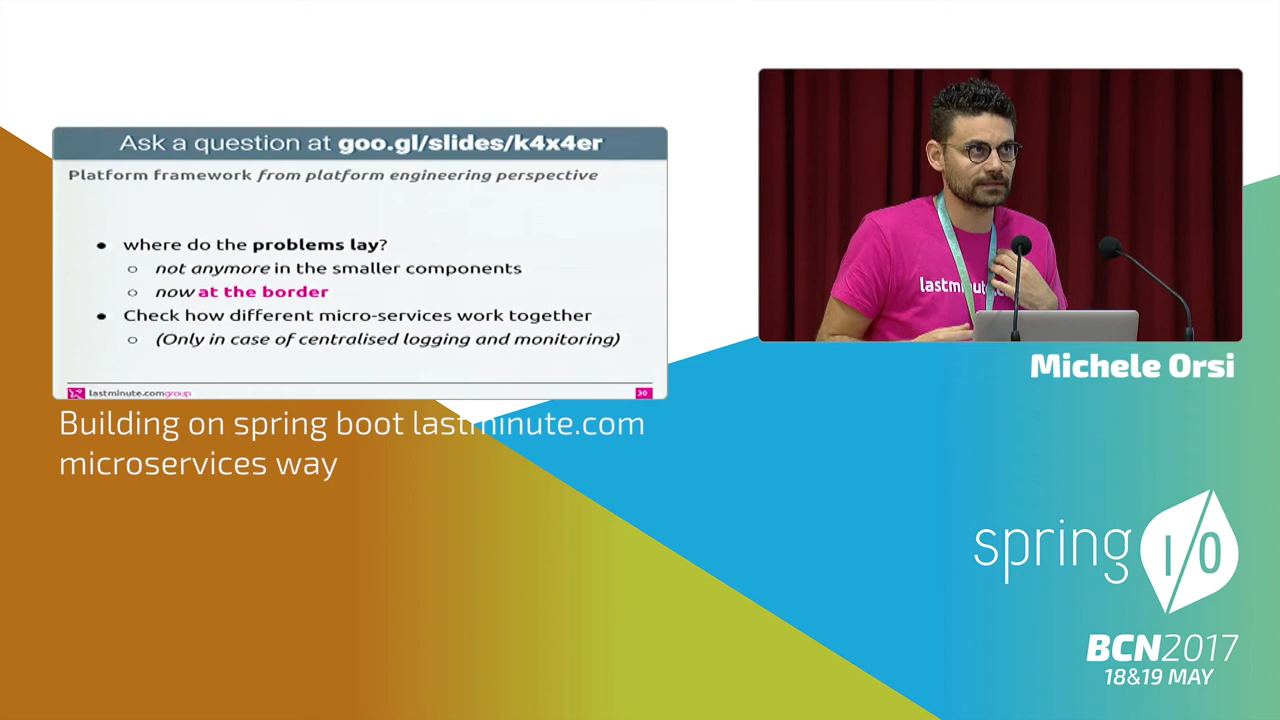 Ask a question at goo.gl/slides/k4x4er
Platform framework from platform engineering perspective
● where do the problems lay?
○ not anymore in the smaller components
○ now at the border
● Check how different micro-services work together
○ (Only in case of centralised logging and monitoring)
lastminute.comgroup
30
Building on spring boot lastminute.com
microservices way
Michele Orsi
spring I/O
BCN2017
18&19 MAY